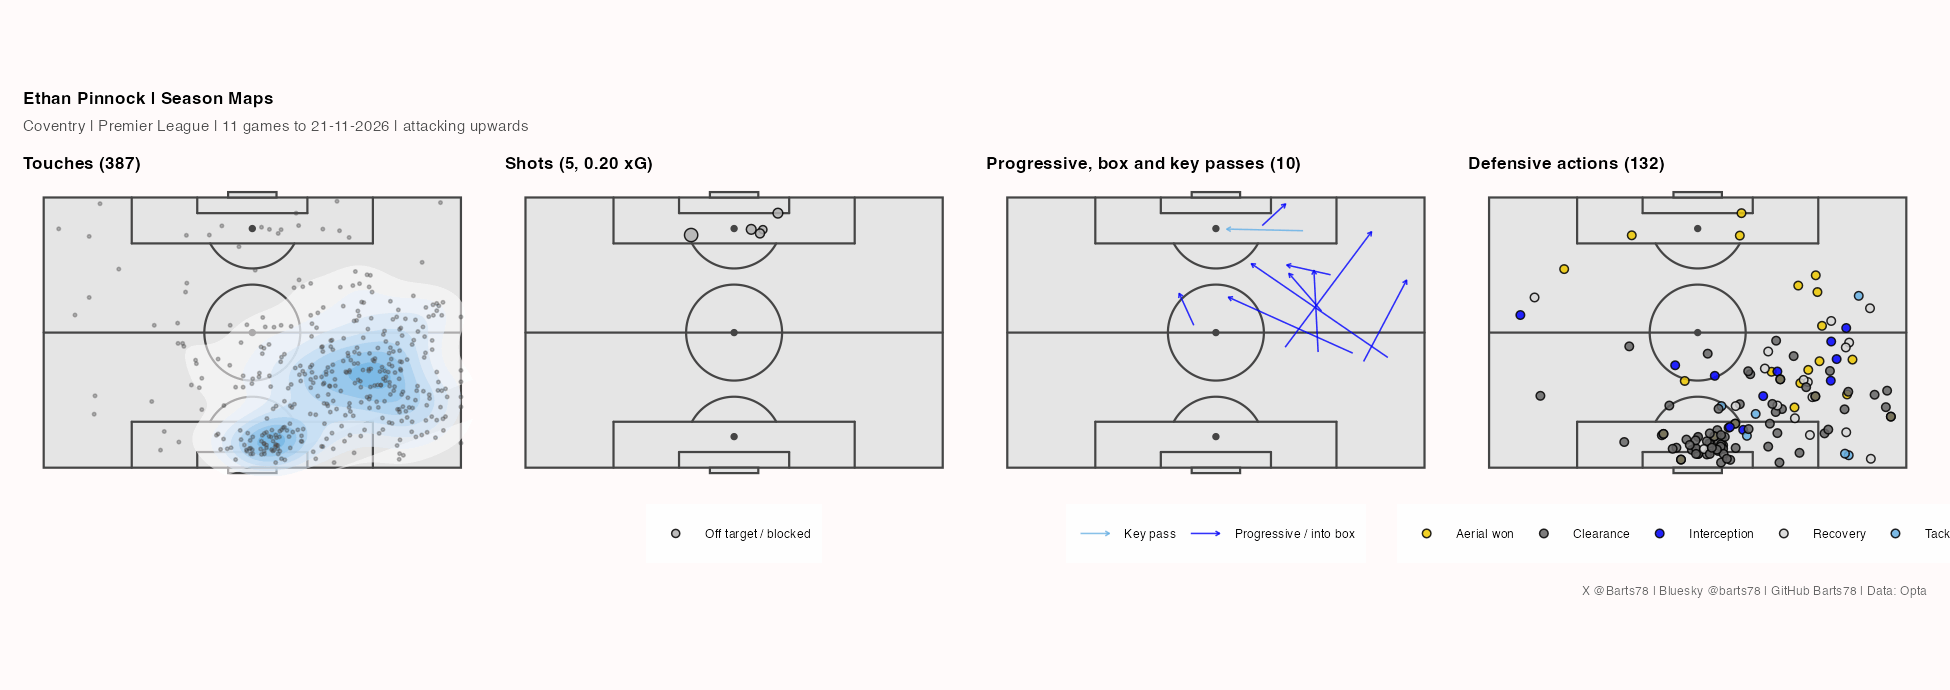 Ethan Pinnock | Season Maps
Coventry | Premier League | 11 games to 21-11-2026 | attacking upwards
Touches (387)
Shots (5, 0.20 xG)
Progressive, box and key passes (10)
Defensive actions (132)
Off target / blocked
Key pass
Progressive / into box
Aerial won
Clearance
Interception
Recovery
Tack
X @Barts78 | Bluesky @barts78 | GitHub Barts78 | Data: Opta